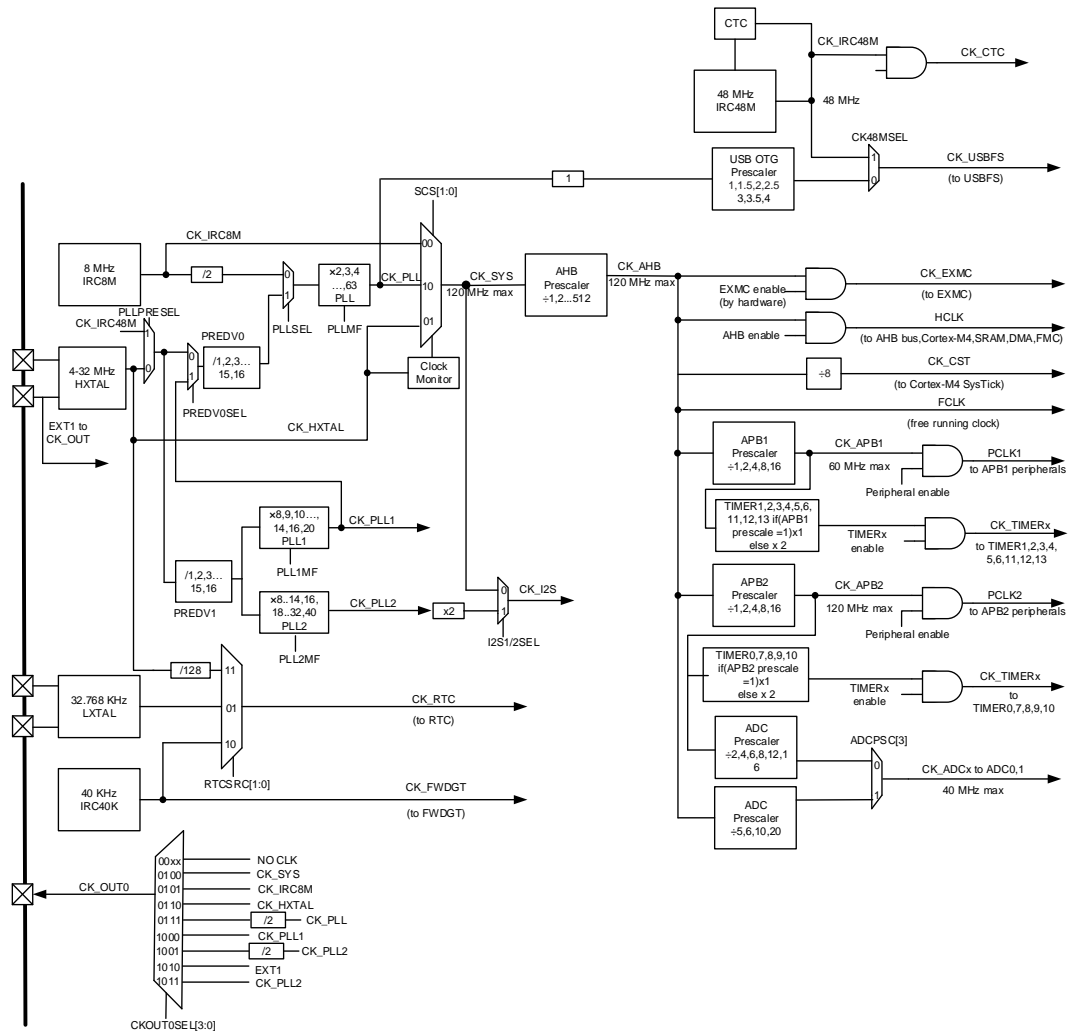 CTC
CK_IRC48M
CK_CTC
48 MHz
IRC48M
48 MHz
CK48MSEL
USB OTG
Prescaler
1,1.5,2,2.5
3,3.5,4
1
0
CK_USBFS
(to USBFS)
1
SCS[1:0]
CK_IRC8M
8 MHz
IRC8M
/2
0
1
PLLSEL
×2,3,4
…,63
PLL
PLLMF
CK_PLL
00
10
01
CK_SYS
120 MHz max
AHB
Prescaler
÷1,2...512
CK_AHB
120 MHz max
EXMC enable
(by hardware)
CK_EXMC
(to EXMC)
AHB enable
HCLK
(to AHB bus,Cortex-M4,SRAM,DMA,FMC)
÷8
CK_CST
(to Cortex-M4 SysTick)
FCLK
(free running clock)
PLLPRESEL
CK_IRC48M
1
0
4-32 MHz
HXTAL
0
1
PREDV0SEL
PREDV0
/1,2,3…
15,16
Clock
Monitor
EXT1 to
CK_OUT
CK_HXTAL
APB1
Prescaler
÷1,2,4,8,16
CK_APB1
60 MHz max
Peripheral enable
PCLK1
to APB1 peripherals
TIMER1,2,3,4,5,6,
11,12,13 if(APB1
prescale =1)x1
else x 2
TIMERx
enable
CK_TIMERx
to TIMER1,2,3,4,
5,6,11,12,13
×8,9,10…,
14,16,20
PLL1
PLL1MF
CK_PLL1
/1,2,3…
15,16
PREDV1
×8..14,16,
18..32,40
PLL2
PLL2MF
CK_PLL2
x2
0
1
CK_I2S
I2S1/2SEL
APB2
Prescaler
÷1,2,4,8,16
CK_APB2
120 MHz max
Peripheral enable
PCLK2
to APB2 peripherals
TIMER0,7,8,9,10
if(APB2 prescale
=1)x1
else x 2
TIMERx
enable
CK_TIMERx
to
TIMER0,7,8,9,10
/128
11
01
10
32.768 KHz
LXTAL
CK_RTC
(to RTC)
RTCSRC[1:0]
40 KHz
IRC40K
CK_FWDGT
(to FWDGT)
ADC
Prescaler
÷2,4,6,8,12,1
6
ADCPSC[3]
0
1
CK_ADCx to ADC0,1
40 MHz max
ADC
Prescaler
÷5,6,10,20
CK_OUT0
00xx NO CLK
0100 CK_SYS
0101 CK_IRC8M
0110 CK_HXTAL
0111 /2 CK_PLL
1000 CK_PLL1
1001 /2 CK_PLL2
1010 EXT1
1011 CK_PLL2
CKOUT0SEL[3:0]